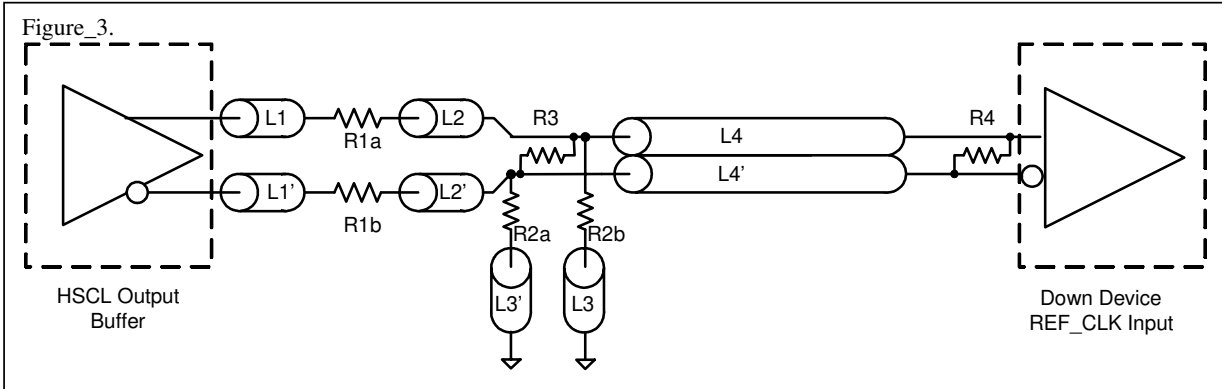 Figure_3.
L1
R1a
L2
R3
L4
R4
L1'
R1b
L2'
L4'
R2a
R2b
L3'
L3
HSCL Output
Buffer
Down Device
REF_CLK Input